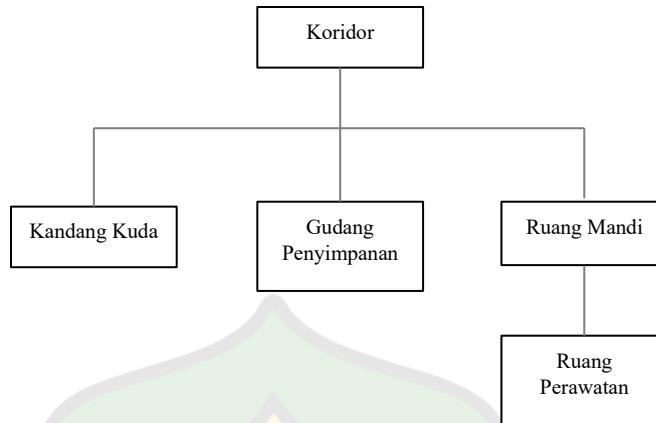 Koridor
Kandang Kuda
Gudang
Penyimpanan
Ruang Mandi
Ruang
Perawatan